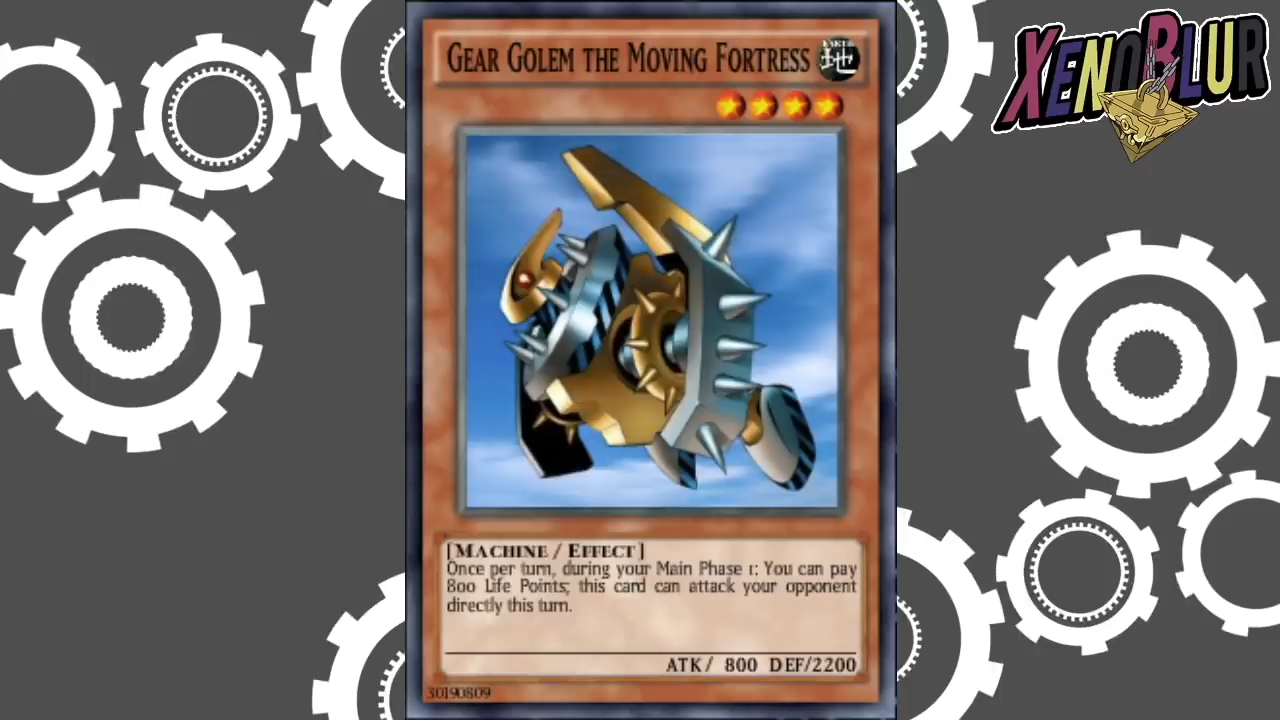 XENOBLUR
GEAR GOLEM THE MOVING FORTRESS
EARTH
地
[MACHINE / EFFECT]
Once per turn, during your Main Phase 1: You can pay
800 Life Points; this card can attack your opponent
directly this turn.
ATK/ 800 DEF/2200
30190809